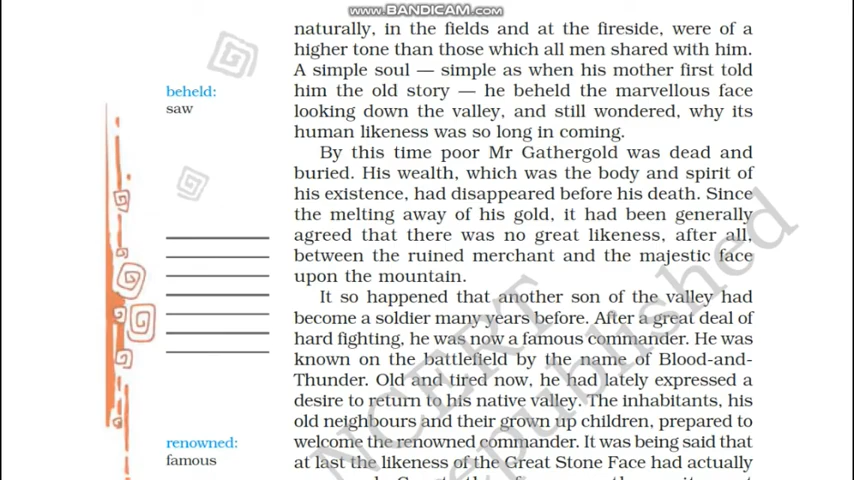 www.BANDICAM.com
naturally, in the fields and at the fireside, were of a
higher tone than those which all men shared with him.
A simple soul — simple as when his mother first told
him the old story — he beheld the marvellous face
looking down the valley, and still wondered, why its
human likeness was so long in coming.
beheld:
saw
By this time poor Mr Gathergold was dead and
buried. His wealth, which was the body and spirit of
his existence, had disappeared before his death. Since
the melting away of his gold, it had been generally
agreed that there was no great likeness, after all,
between the ruined merchant and the majestic face
upon the mountain.
It so happened that another son of the valley had
become a soldier many years before. After a great deal of
hard fighting, he was now a famous commander. He was
known on the battlefield by the name of Blood-and-
Thunder. Old and tired now, he had lately expressed a
desire to return to his native valley. The inhabitants, his
old neighbours and their grown up children, prepared to
welcome the renowned commander. It was being said that
at last the likeness of the Great Stone Face had actually
renowned:
famous
NCERT
republished